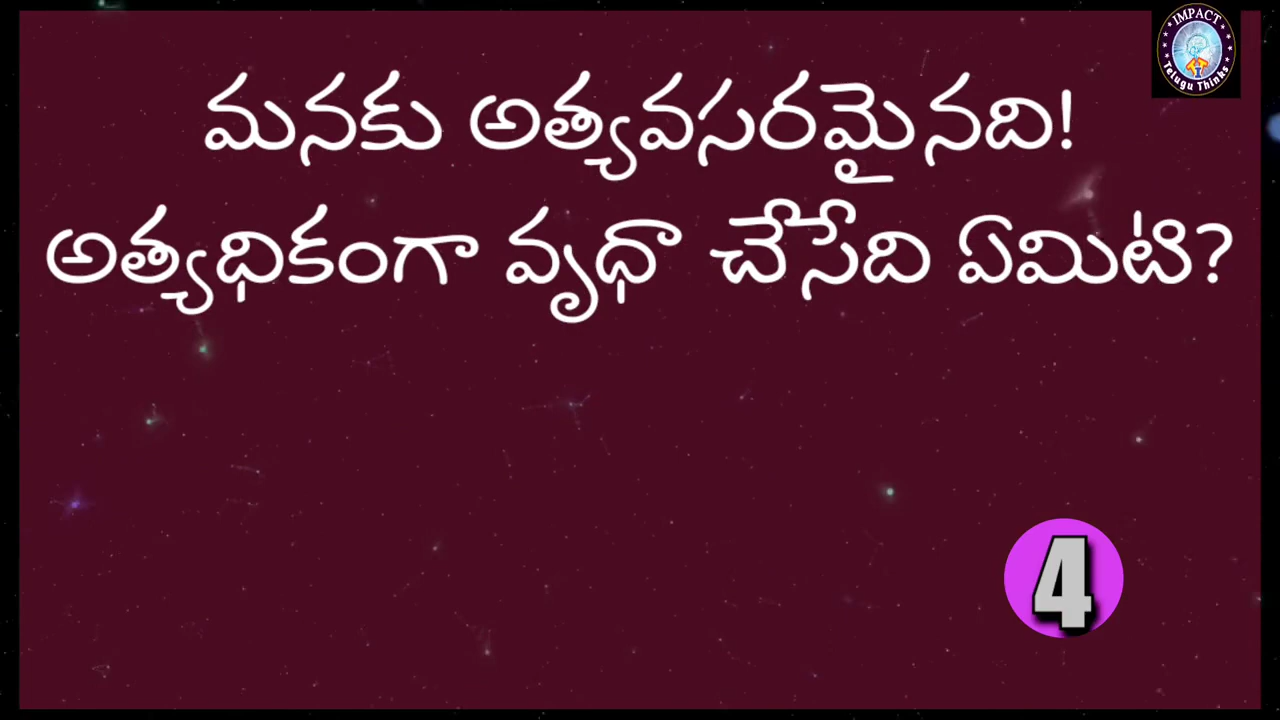 IMPACT
Telugu Thinks
మనకు అత్యవసరమైనది!
అత్యధికంగా వృధా చేసేది ఏమిటి?
4